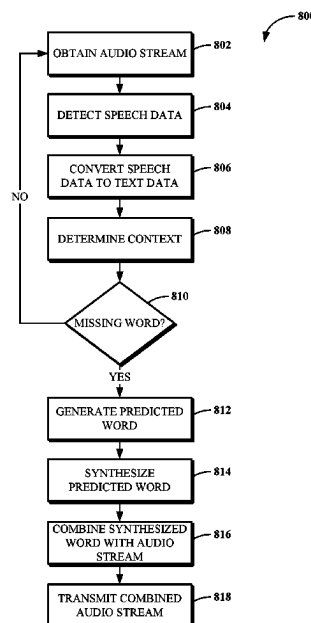 800
OBTAIN AUDIO STREAM
802
DETECT SPEECH DATA
804
CONVERT SPEECH
DATA TO TEXT DATA
806
NO
DETERMINE CONTEXT
808
810
MISSING WORD?
YES
GENERATE PREDICTED
WORD
812
SYNTHESIZE
PREDICTED WORD
814
COMBINE SYNTHESIZED
WORD WITH AUDIO
STREAM
816
TRANSMIT COMBINED
AUDIO STREAM
818